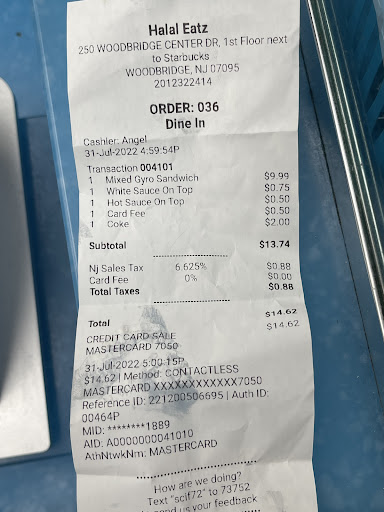 Halal Eatz
250 WOODBRIDGE CENTER DR, 1st Floor next
to Starbucks
WOODBRIDGE, NJ 07095
2012322414
ORDER: 036
Dine In
Cashier: Angel
31-Jul-2022 4:59:54P
Transaction 004101
1 Mixed Gyro Sandwich $9.99
1 White Sauce On Top $0.75
1 Hot Sauce On Top $0.50
1 Card Fee $0.50
1 Coke $2.00
Subtotal $13.74
Nj Sales Tax 6.625% $0.88
Card Fee 0% $0.00
Total Taxes $0.88
Total $14.62
CREDIT CARD SALE $14.62
MASTERCARD 7050
31-Jul-2022 5:00:15P
$14.62 | Method: CONTACTLESS
MASTERCARD XXXXXXXXXXXX7050
Reference ID: 221200506695 | Auth ID:
00464P
MID: ********1889
AID: A0000000041010
AthNtwkNm: MASTERCARD
How are we doing?
Text "sclf72" to 73752
send us your feedback